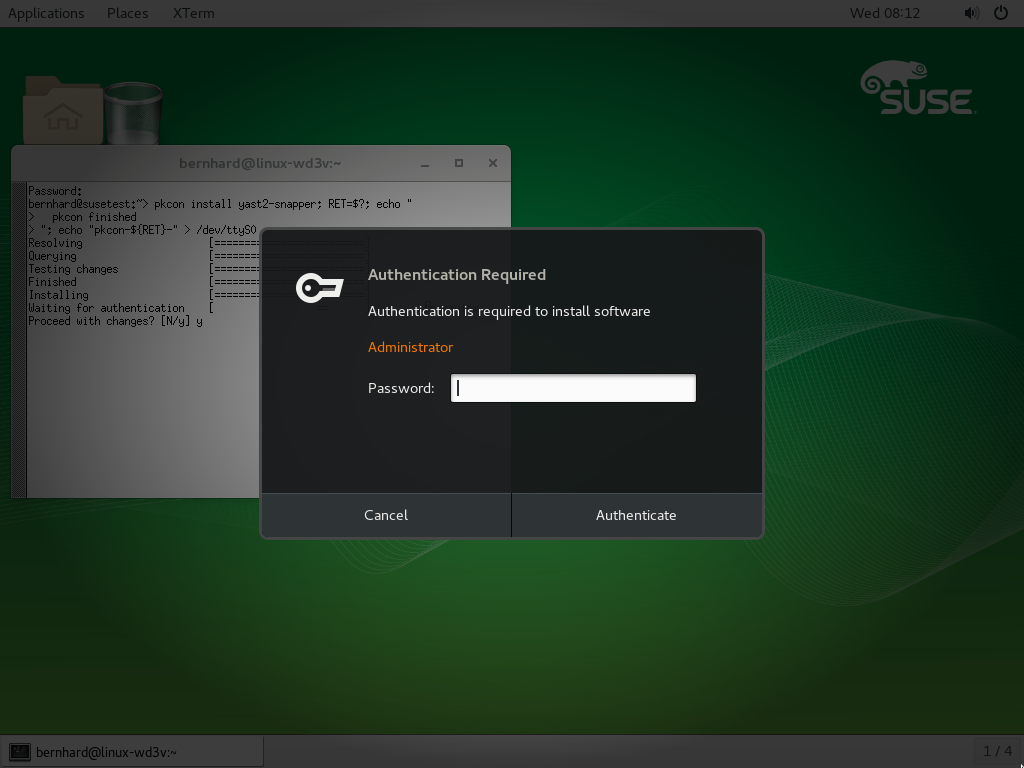 Applications Places XTerm Wed 08:12
SUSE
bernhard@linux-wd3v:~
Password:
bernhard@susetest:~> pkcon install yast2-snapper; RET=$?; echo "
> pkcon finished
> "; echo "pkcon-${RET}-" > /dev/ttyS0
Resolving [=========================]
Querying [=========================]
Testing changes [=========================]
Finished [=========================]
Installing [=========================]
Waiting for authentication [
Proceed with changes? [N/y] y
Authentication Required
Authentication is required to install software
Administrator
Password:
Cancel Authenticate
bernhard@linux-wd3v:~ 1 / 4